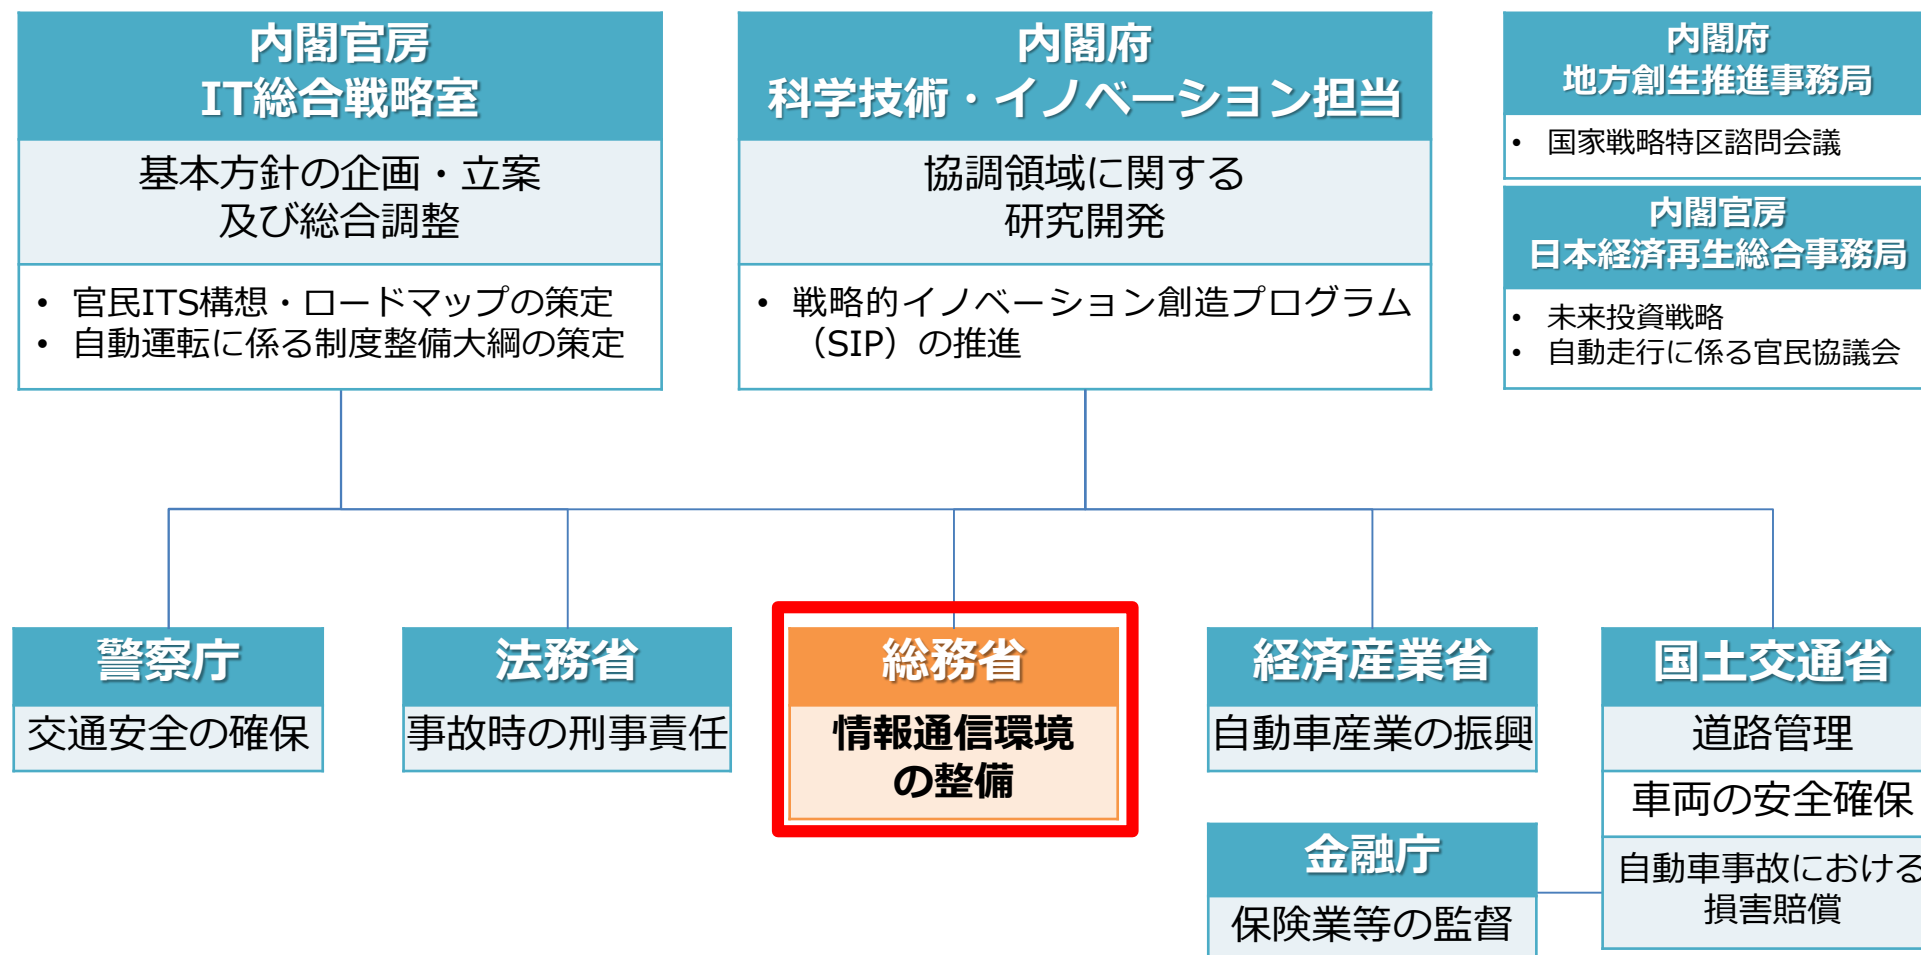 内閣官房
IT総合戦略室
基本方針の企画・立案
及び総合調整
• 官民ITS構想・ロードマップの策定
• 自動運転に係る制度整備大綱の策定
内閣府
科学技術・イノベーション担当
協調領域に関する
研究開発
• 戦略的イノベーション創造プログラム
（SIP）の推進
内閣府
地方創生推進事務局
• 国家戦略特区諮問会議
内閣官房
日本経済再生総合事務局
• 未来投資戦略
• 自動走行に係る官民協議会
警察庁
交通安全の確保
法務省
事故時の刑事責任
総務省
情報通信環境
の整備
経済産業省
自動車産業の振興
国土交通省
道路管理
車両の安全確保
自動車事故における
損害賠償
金融庁
保険業等の監督